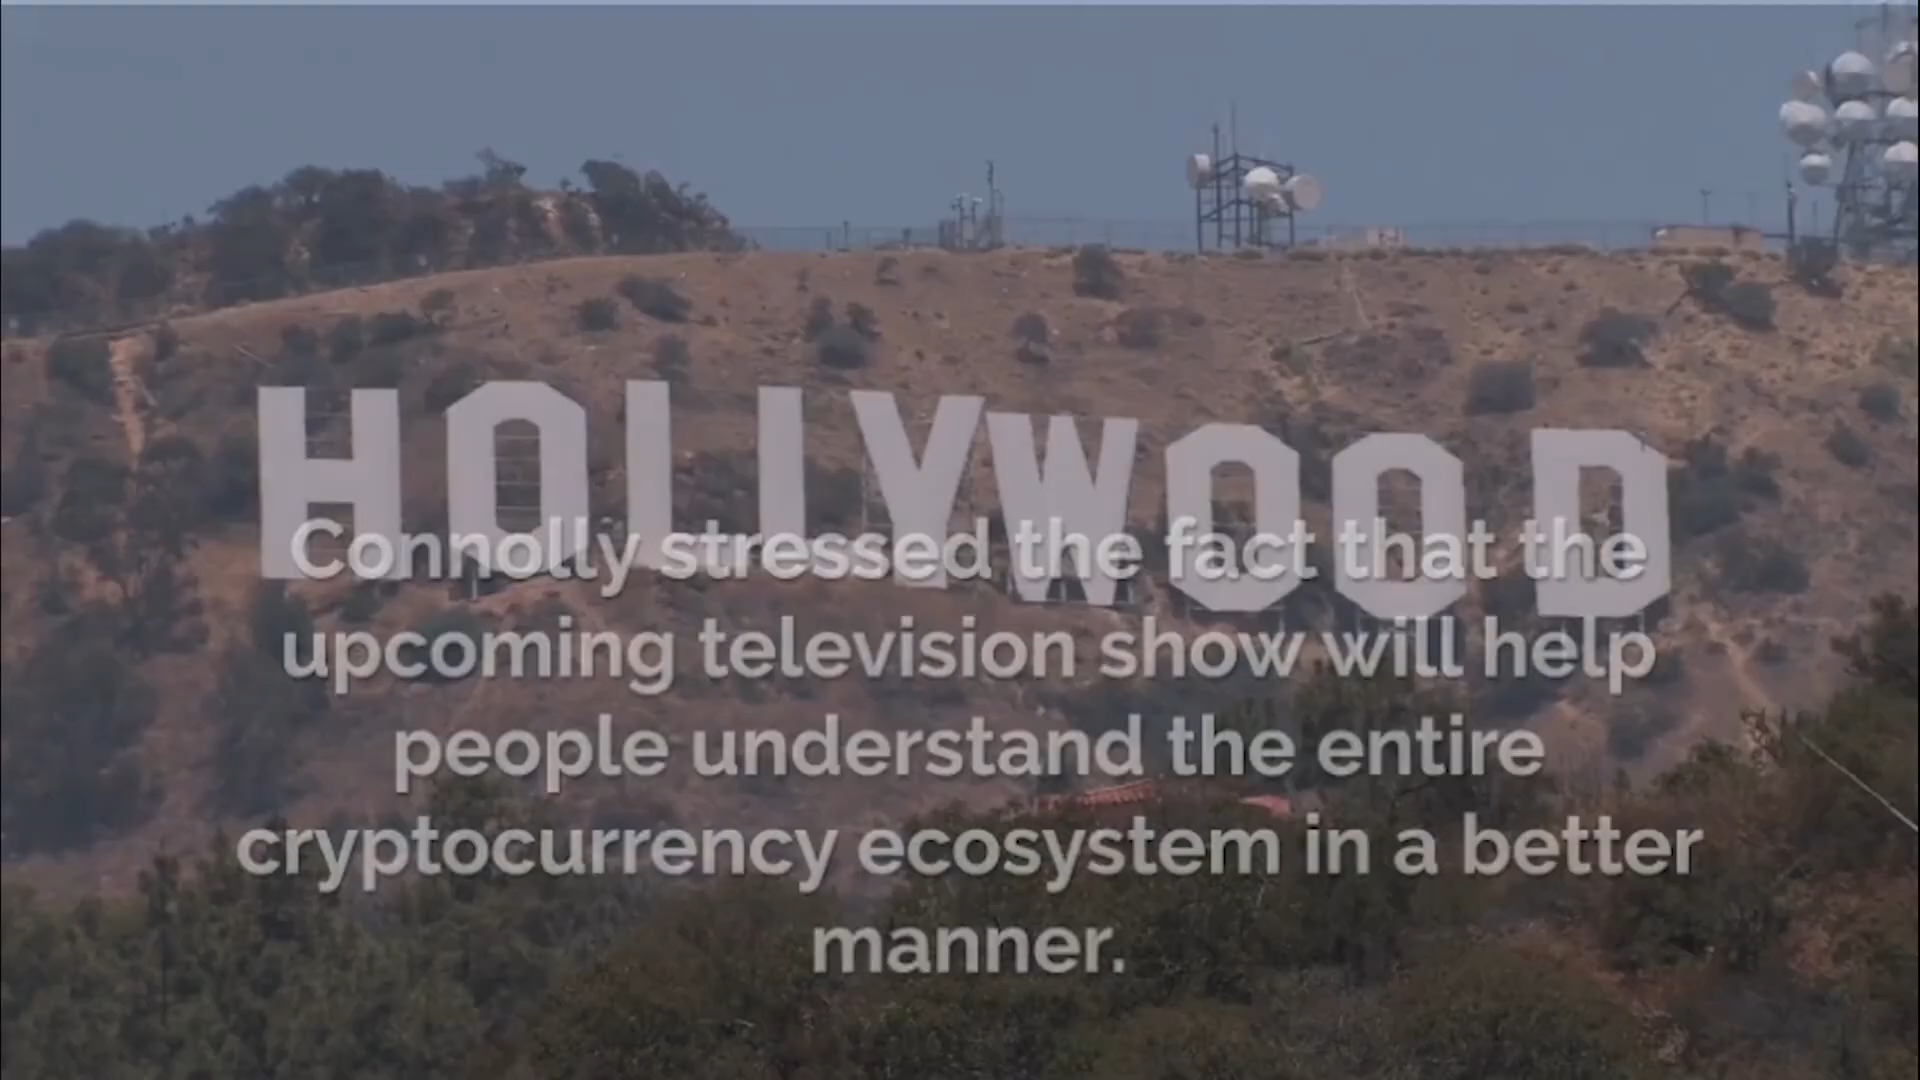 HOLLYWOOD
Connolly stressed the fact that the
upcoming television show will help
people understand the entire
cryptocurrency ecosystem in a better
manner.